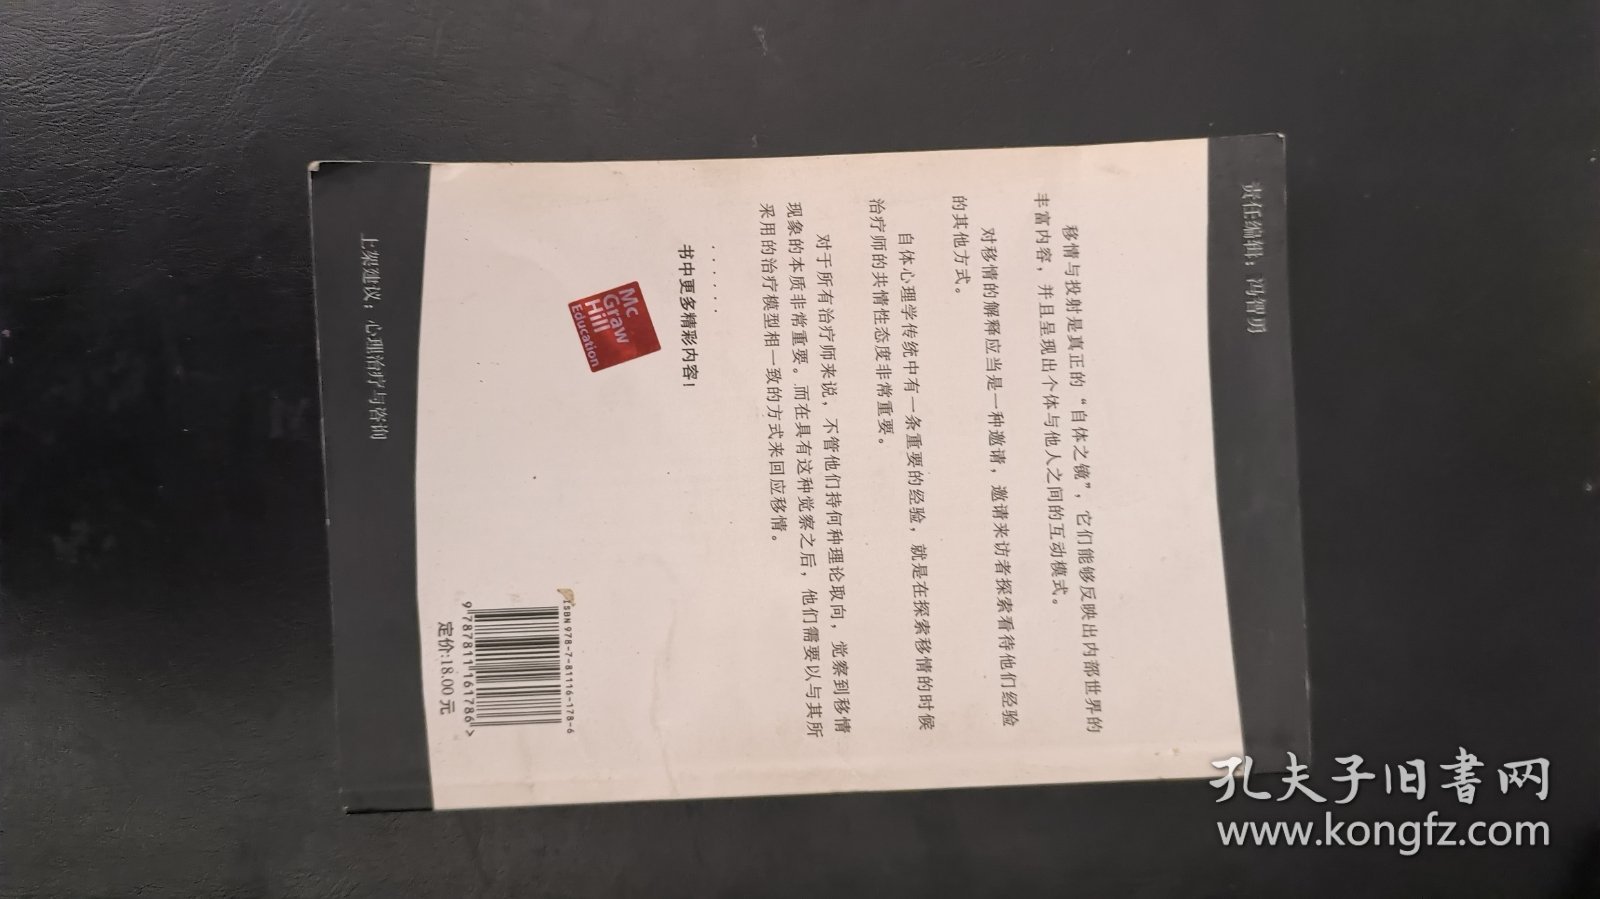 责任编辑：冯智勇
移情与投射是真正的“自体之镜”，它们能够反映出内部世界的
丰富内容，并且呈现出个体与他人之间的互动模式。
对移情的解释应当是一种邀请，邀请来访者探索看待他们经验
的其他方式。
自体心理学传统中有一条重要的经验，就是在探索移情的时候
治疗师的共情性态度非常重要。
对于所有治疗师来说，不管他们持何种理论取向，觉察到移情
现象的本质非常重要。而在具有这种觉察之后，他们需要以与其所
采用的治疗模型相一致的方式来回应移情。
······
书中更多精彩内容！
Mc
Graw
Hill
Education
ISBN 978-7-81116-178-6
9 787811 161786 >
定价:18.00 元
上架建议：心理治疗与咨询
孔夫子旧书网
www.kongfz.com